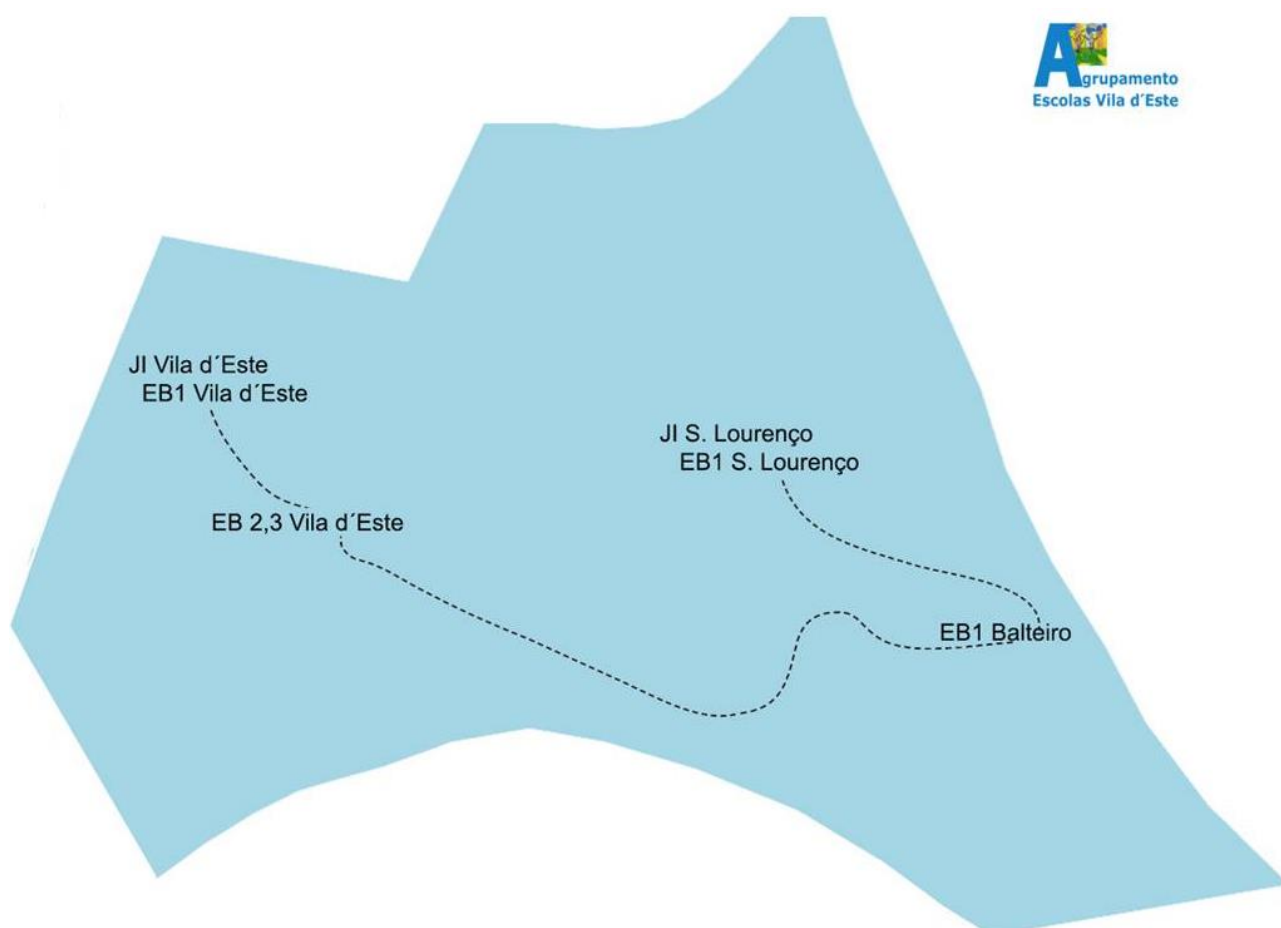 Agrupamento
Escolas Vila d´Este
JI Vila d´Este
EB1 Vila d´Este
JI S. Lourenço
EB1 S. Lourenço
EB 2,3 Vila d´Este
EB1 Balteiro